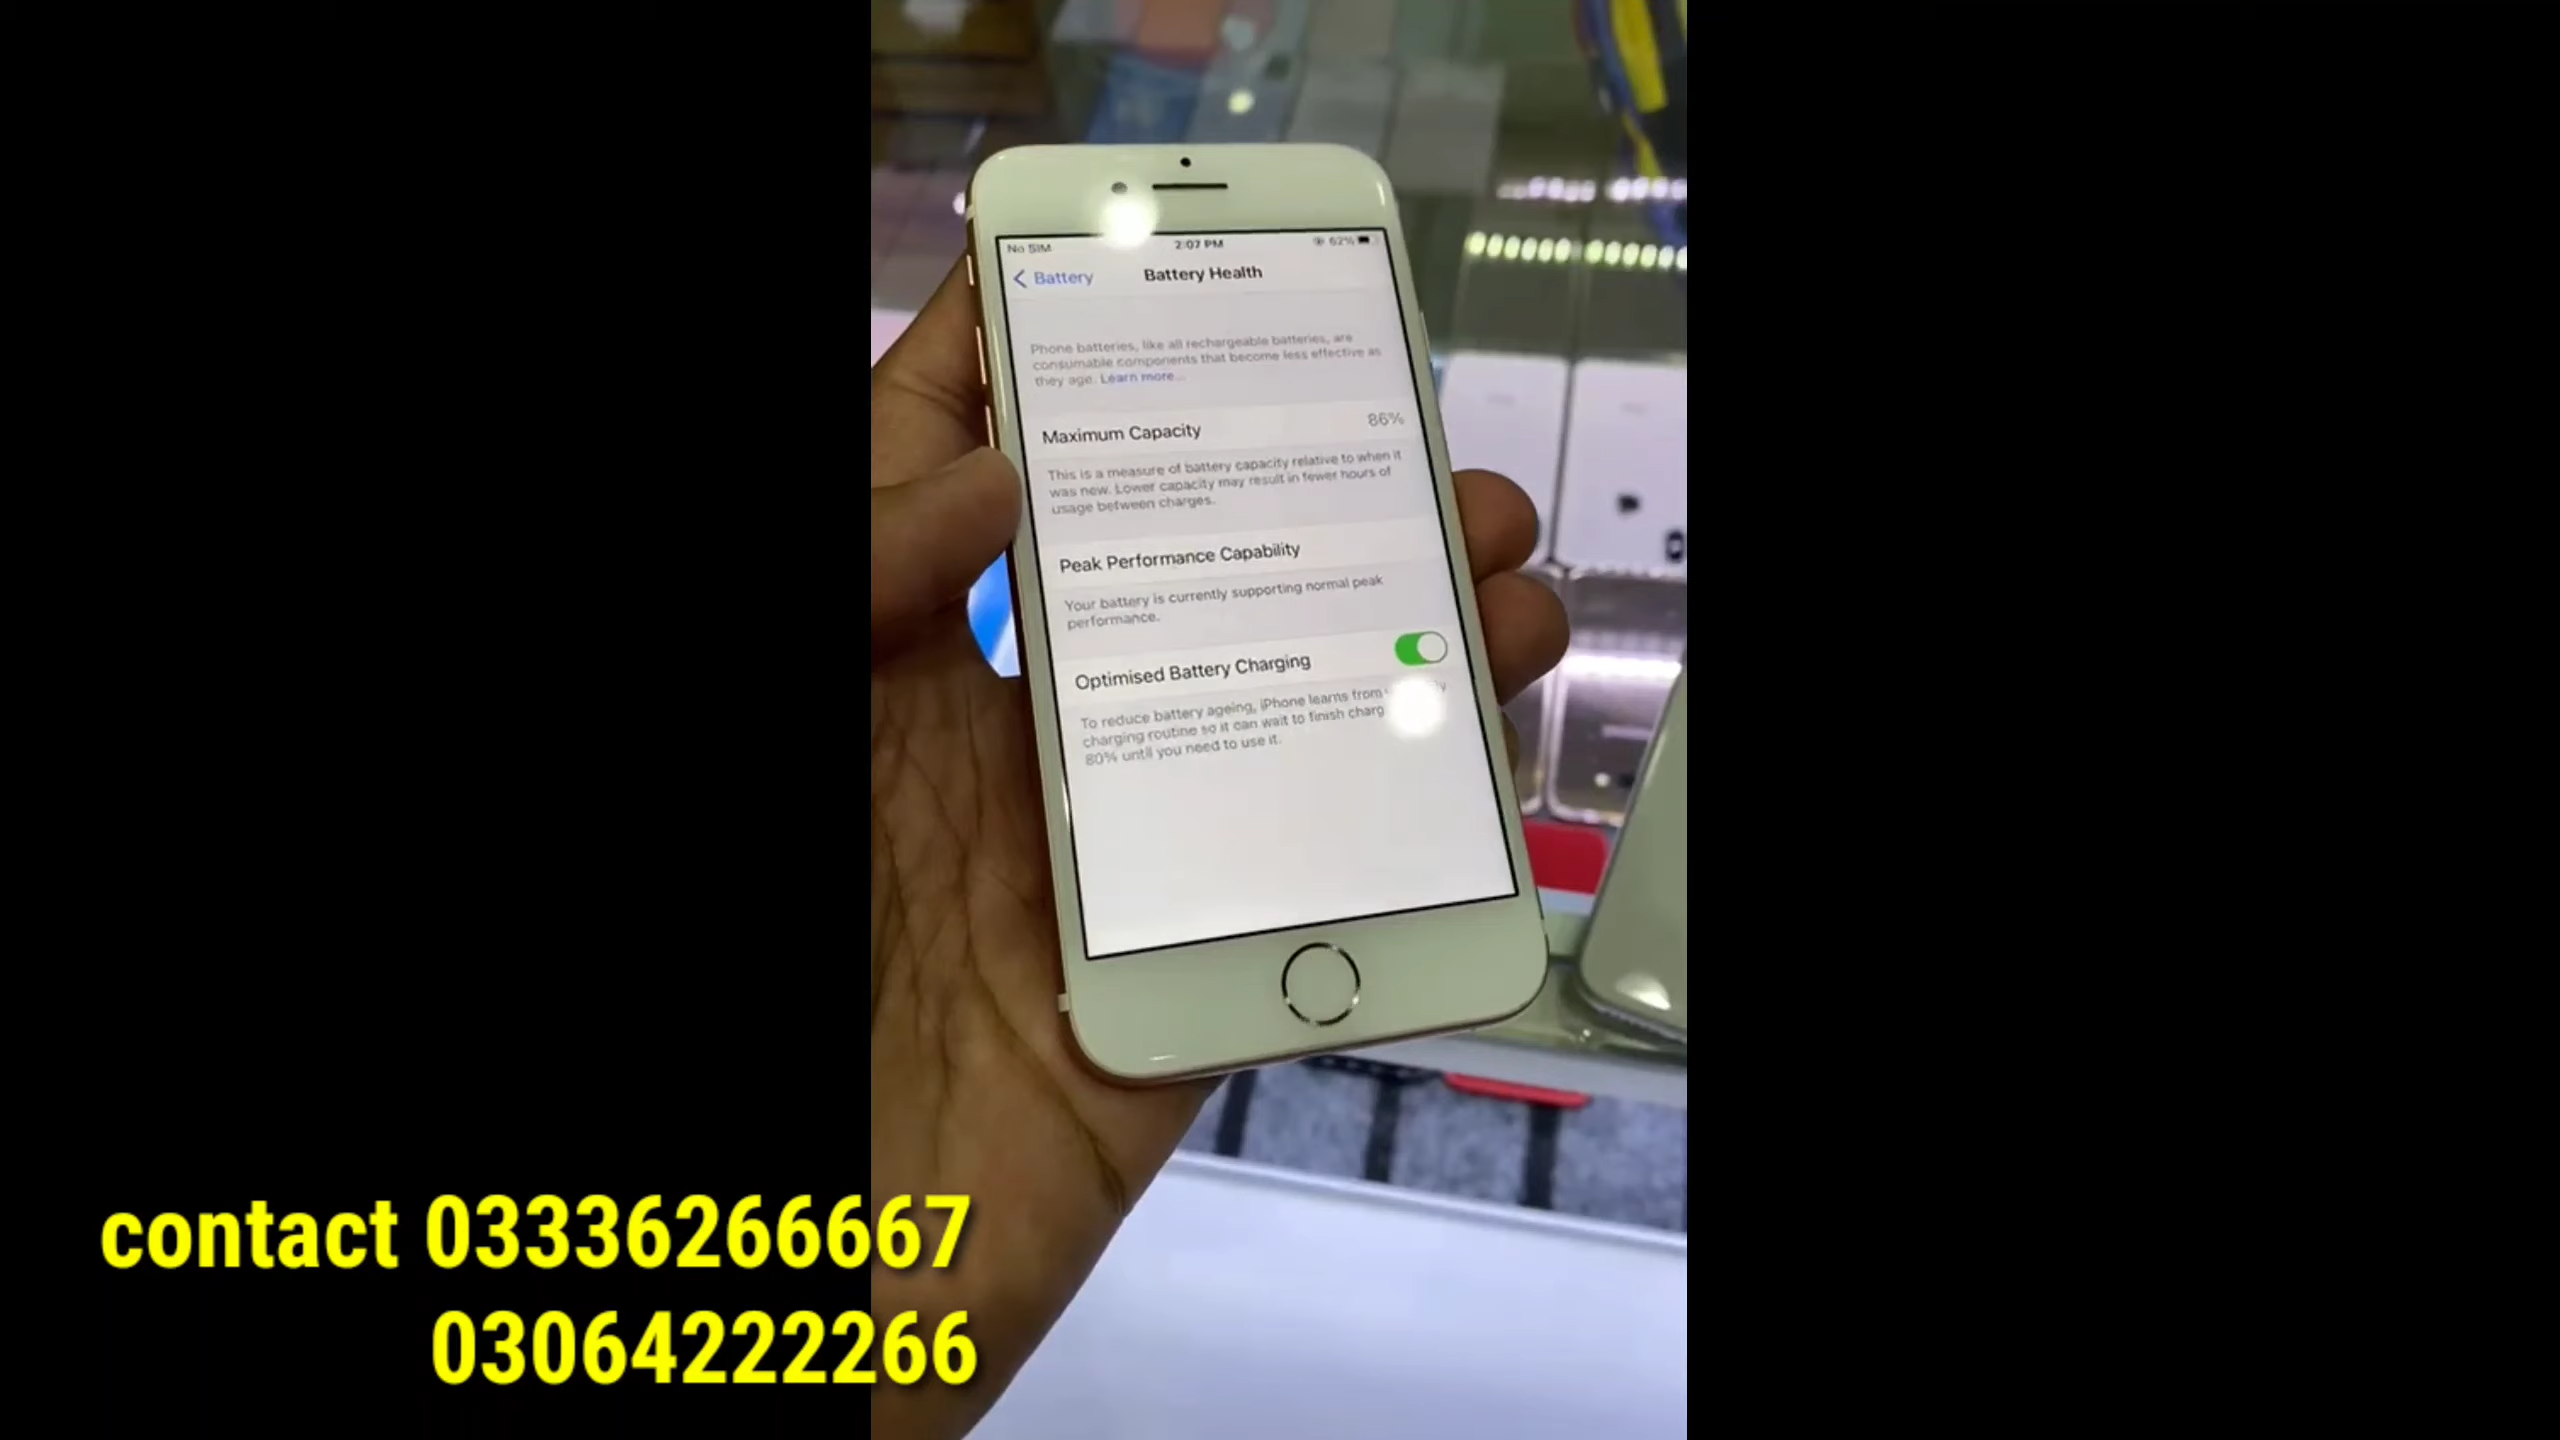 No SIM 2:07 PM 62%
Battery Battery Health
Phone batteries, like all rechargeable batteries, are
consumable components that become less effective as
they age. Learn more...
Maximum Capacity 86%
This is a measure of battery capacity relative to when it
was new. Lower capacity may result in fewer hours of
usage between charges.
Peak Performance Capability
Your battery is currently supporting normal peak
performance.
Optimised Battery Charging
To reduce battery ageing, iPhone learns from
charging routine so it can wait to finish charg
80% until you need to use it.
contact 03336266667
03064222266